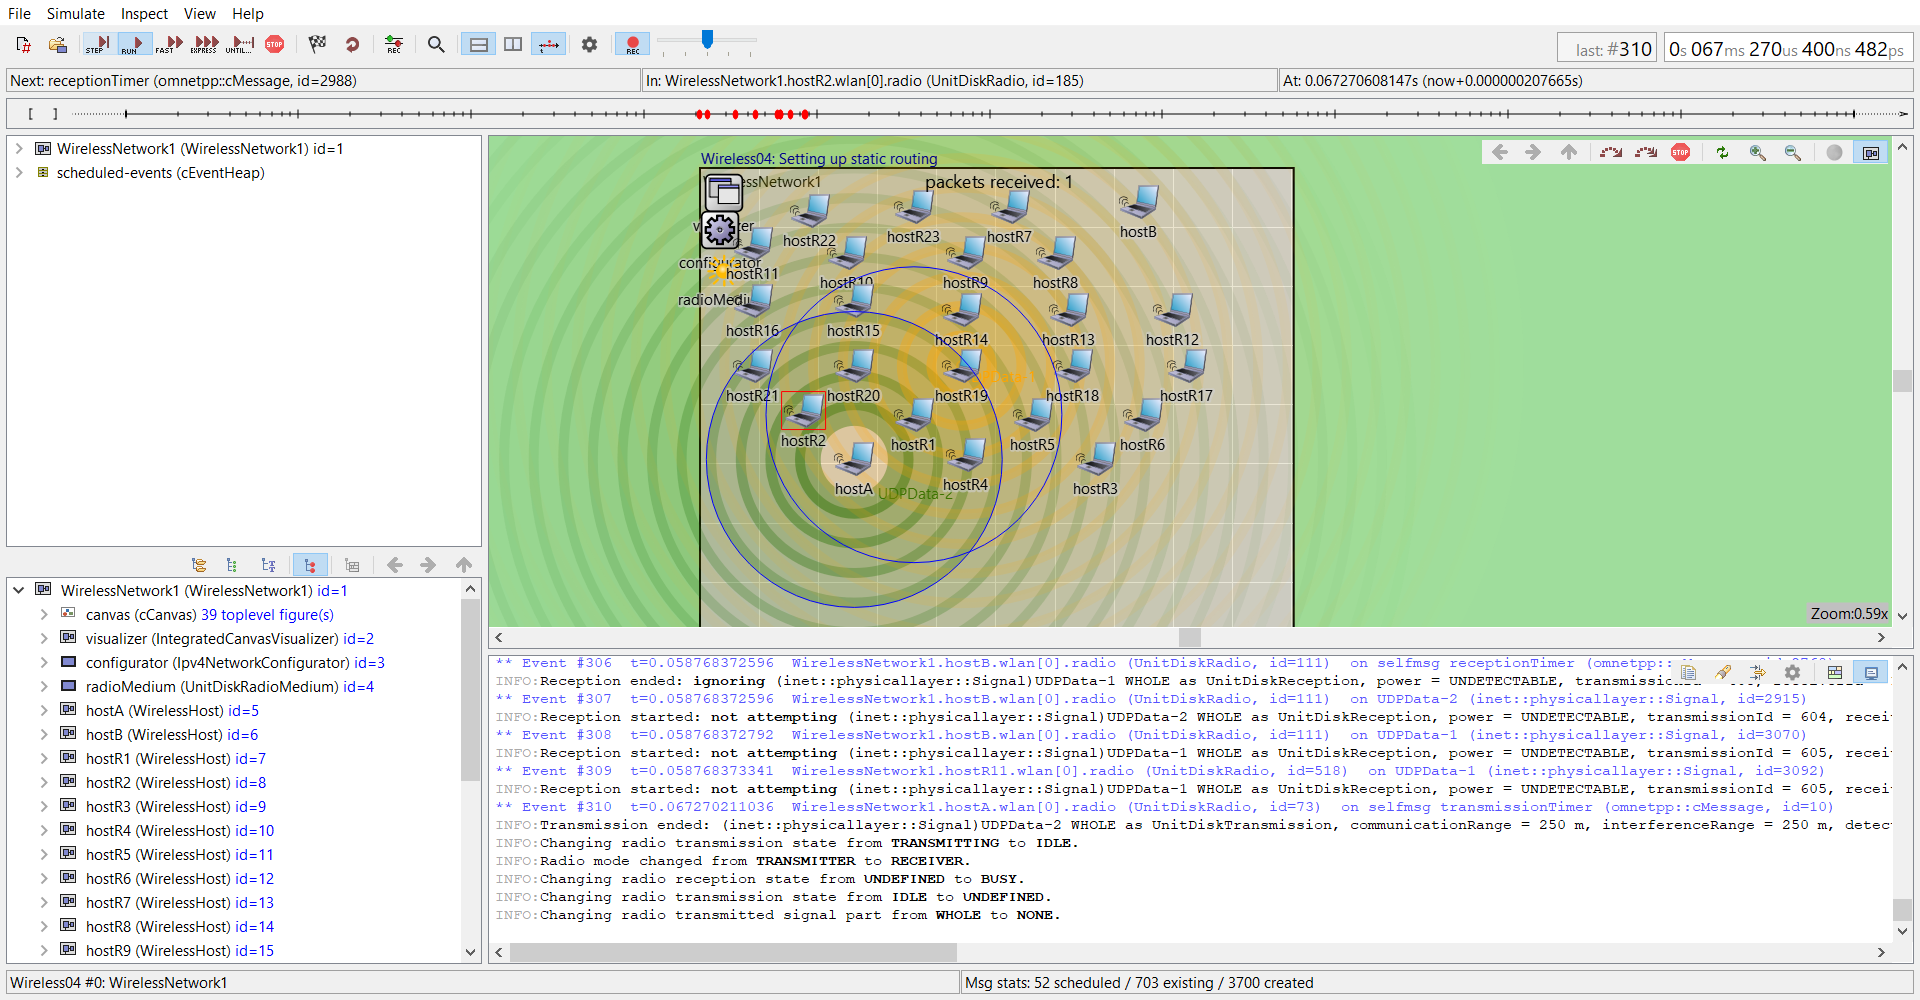 File Simulate Inspect View Help
STEP RUN FAST EXPRESS UNTIL... STOP REC REC
last: #310 0s 067ms 270us 400ns 482ps
Next: receptionTimer (omnetpp::cMessage, id=2988) In: WirelessNetwork1.hostR2.wlan[0].radio (UnitDiskRadio, id=185) At: 0.067270608147s (now+0.000000207665s)
[ ]
WirelessNetwork1 (WirelessNetwork1) id=1
scheduled-events (cEventHeap)
WirelessNetwork1 (WirelessNetwork1) id=1
canvas (cCanvas) 39 toplevel figure(s)
visualizer (IntegratedCanvasVisualizer) id=2
configurator (Ipv4NetworkConfigurator) id=3
radioMedium (UnitDiskRadioMedium) id=4
hostA (WirelessHost) id=5
hostB (WirelessHost) id=6
hostR1 (WirelessHost) id=7
hostR2 (WirelessHost) id=8
hostR3 (WirelessHost) id=9
hostR4 (WirelessHost) id=10
hostR5 (WirelessHost) id=11
hostR6 (WirelessHost) id=12
hostR7 (WirelessHost) id=13
hostR8 (WirelessHost) id=14
hostR9 (WirelessHost) id=15
Wireless04: Setting up static routing
STOP
packets received: 1
hostR22 hostR23 hostR7 hostB
configurator
hostR11 hostR10 hostR9 hostR8
hostR16 hostR15 hostR14 hostR13 hostR12
hostR21 hostR20 hostR19 hostR18 hostR17
hostR2 hostR1 hostR5 hostR6
hostA UDPData-2 hostR4 hostR3
Zoom:0.59x
** Event #306 t=0.058768372596 WirelessNetwork1.hostB.wlan[0].radio (UnitDiskRadio, id=111) on selfmsg receptionTimer (omnetpp::
INFO:Reception ended: ignoring (inet::physicallayer::Signal)UDPData-1 WHOLE as UnitDiskReception, power = UNDETECTABLE,
** Event #307 t=0.058768372596 WirelessNetwork1.hostB.wlan[0].radio (UnitDiskRadio, id=111) on UDPData-2 (inet::physicallayer::Signal, id=2915)
INFO:Reception started: not attempting (inet::physicallayer::Signal)UDPData-2 WHOLE as UnitDiskReception, power = UNDETECTABLE, transmissionId = 604, recei
** Event #308 t=0.058768372792 WirelessNetwork1.hostB.wlan[0].radio (UnitDiskRadio, id=111) on UDPData-1 (inet::physicallayer::Signal, id=3070)
INFO:Reception started: not attempting (inet::physicallayer::Signal)UDPData-1 WHOLE as UnitDiskReception, power = UNDETECTABLE, transmissionId = 605, recei
** Event #309 t=0.058768373341 WirelessNetwork1.hostR11.wlan[0].radio (UnitDiskRadio, id=518) on UDPData-1 (inet::physicallayer::Signal, id=3092)
INFO:Reception started: not attempting (inet::physicallayer::Signal)UDPData-1 WHOLE as UnitDiskReception, power = UNDETECTABLE, transmissionId = 605, recei
** Event #310 t=0.067270211036 WirelessNetwork1.hostA.wlan[0].radio (UnitDiskRadio, id=73) on selfmsg transmissionTimer (omnetpp::cMessage, id=10)
INFO:Transmission ended: (inet::physicallayer::Signal)UDPData-2 WHOLE as UnitDiskTransmission, communicationRange = 250 m, interferenceRange = 250 m, detec
INFO:Changing radio transmission state from TRANSMITTING to IDLE.
INFO:Radio mode changed from TRANSMITTER to RECEIVER.
INFO:Changing radio reception state from UNDEFINED to BUSY.
INFO:Changing radio transmission state from IDLE to UNDEFINED.
INFO:Changing radio transmitted signal part from WHOLE to NONE.
Wireless04 #0: WirelessNetwork1 Msg stats: 52 scheduled / 703 existing / 3700 created